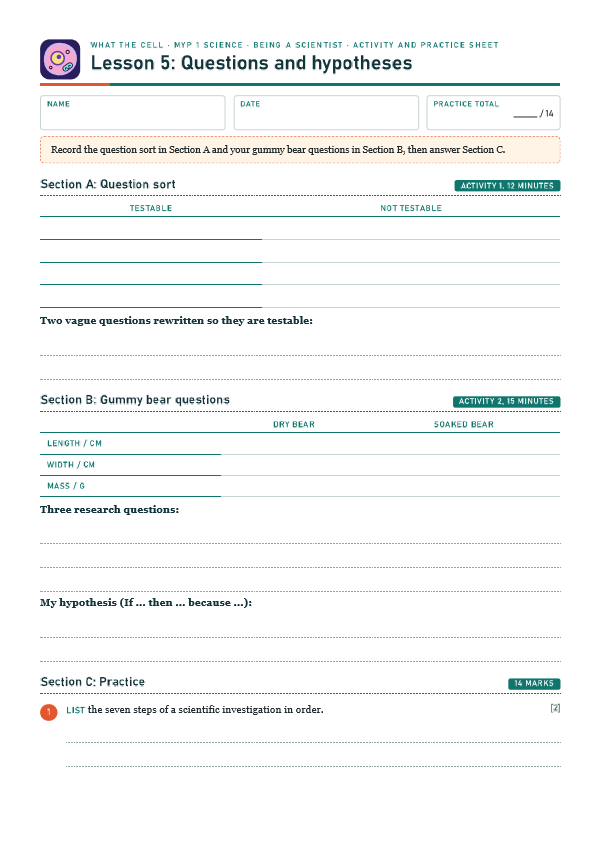 WHAT THE CELL · MYP 1 SCIENCE · BEING A SCIENTIST · ACTIVITY AND PRACTICE SHEET
Lesson 5: Questions and hypotheses
NAME
DATE
PRACTICE TOTAL
_____ / 14
Record the question sort in Section A and your gummy bear questions in Section B, then answer Section C.
Section A: Question sort
ACTIVITY 1, 12 MINUTES
TESTABLE
NOT TESTABLE
Two vague questions rewritten so they are testable:
Section B: Gummy bear questions
ACTIVITY 2, 15 MINUTES
DRY BEAR
SOAKED BEAR
LENGTH / CM
WIDTH / CM
MASS / G
Three research questions:
My hypothesis (If ... then ... because ...):
Section C: Practice
14 MARKS
1 LIST the seven steps of a scientific investigation in order. [2]